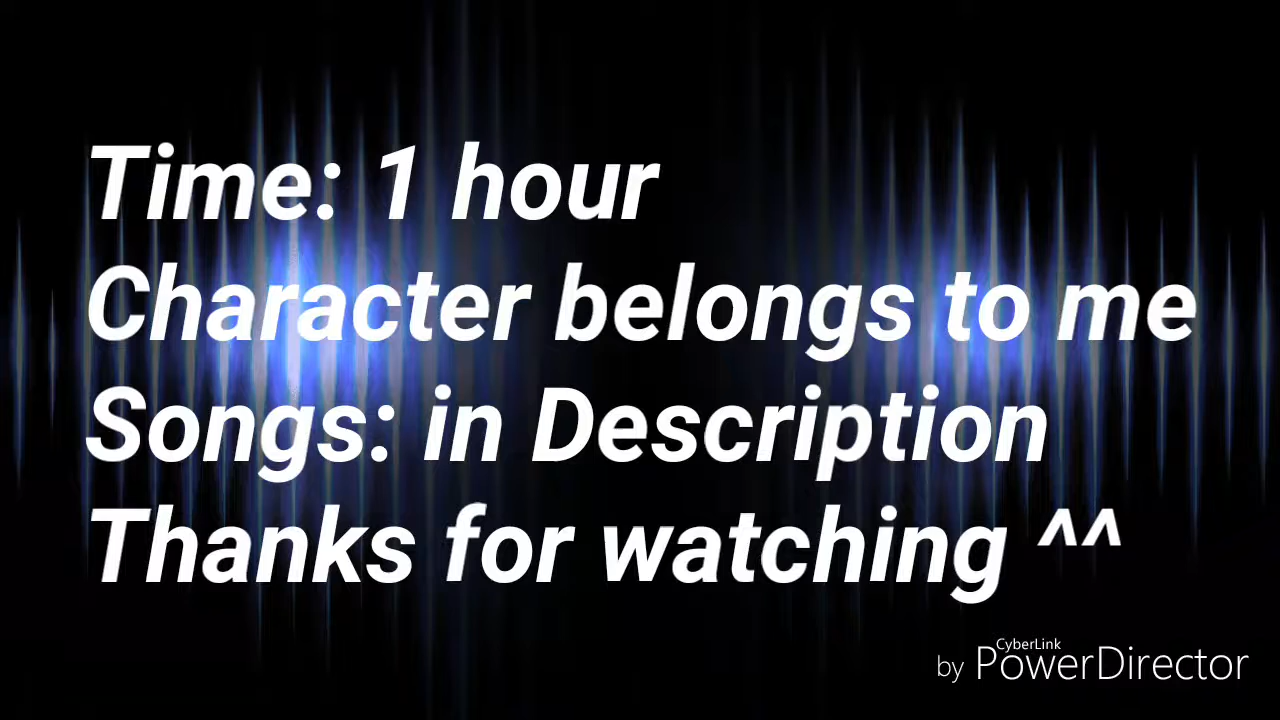 Time: 1 hour
Character belongs to me
Songs: in Description
Thanks for watching ^^
by CyberLink PowerDirector